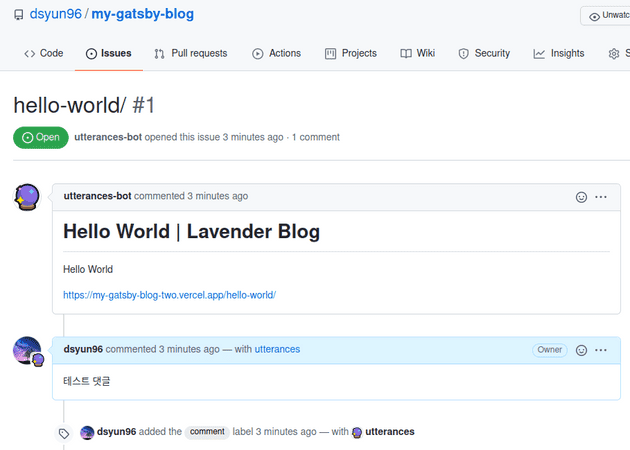 dsyun96 / my-gatsby-blog
Unwatc
Code Issues Pull requests Actions Projects Wiki Security Insights S
hello-world/ #1
Open utterances-bot opened this issue 3 minutes ago · 1 comment
utterances-bot commented 3 minutes ago
Hello World | Lavender Blog
Hello World
https://my-gatsby-blog-two.vercel.app/hello-world/
dsyun96 commented 3 minutes ago — with utterances Owner
테스트 댓글
dsyun96 added the comment label 3 minutes ago — with utterances